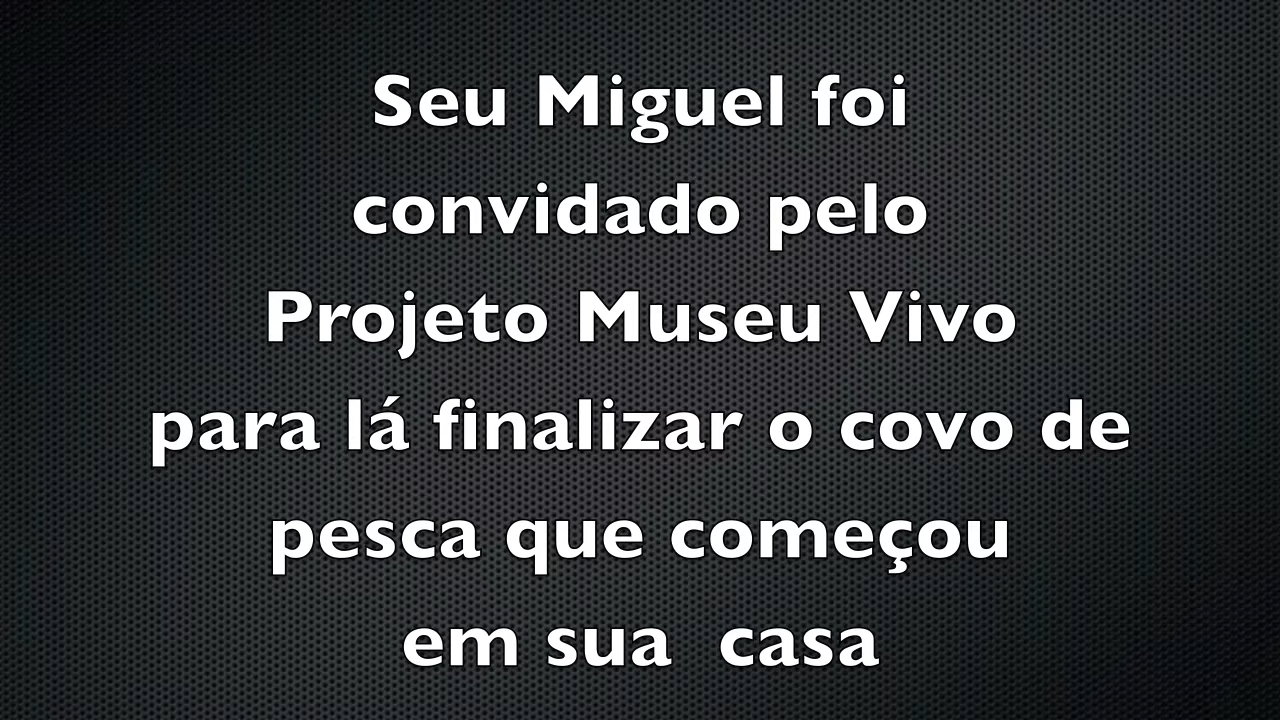 Seu Miguel foi
convidado pelo
Projeto Museu Vivo
para lá finalizar o covo de
pesca que começou
em sua  casa